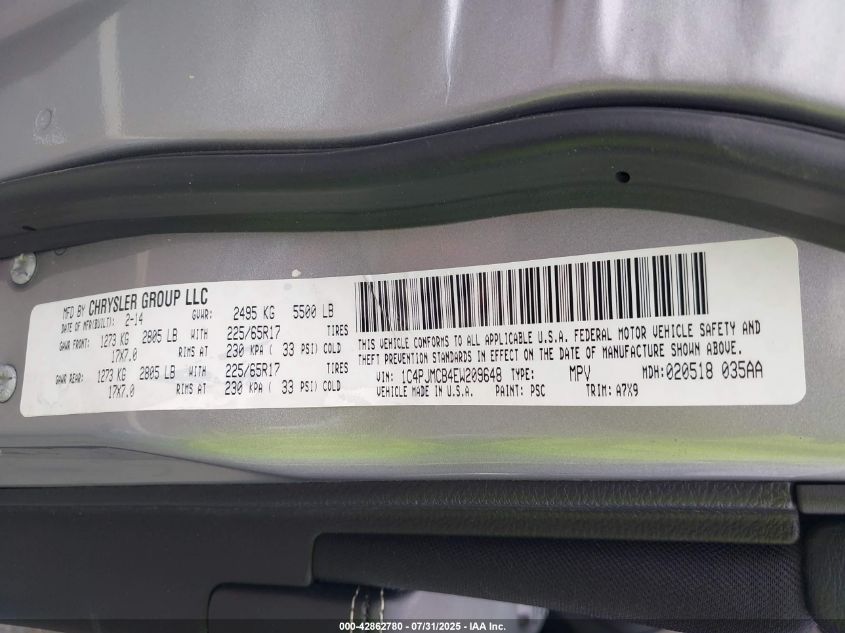 MFD BY CHRYSLER GROUP LLC
DATE OF MFR(BUILT): 2-14 GVWR: 2495 KG 5500 LB
GAWR FRONT: 1273 KG 2805 LB WITH 225/65R17 TIRES
17X7.0 RIMS AT 230 KPA ( 33 PSI) COLD
GAWR REAR: 1273 KG 2805 LB WITH 225/65R17 TIRES
17X7.0 RIMS AT 230 KPA ( 33 PSI) COLD
THIS VEHICLE CONFORMS TO ALL APPLICABLE U.S.A. FEDERAL MOTOR VEHICLE SAFETY AND
THEFT PREVENTION STANDARDS IN EFFECT ON THE DATE OF MANUFACTURE SHOWN ABOVE.
VIN: 1C4PJMCB4EW209648 TYPE: MPV MDH:020518 035AA
VEHICLE MADE IN U.S.A. PAINT: PSC TRIM: A7X9
000-42862780 - 07/31/2025 - IAA Inc.